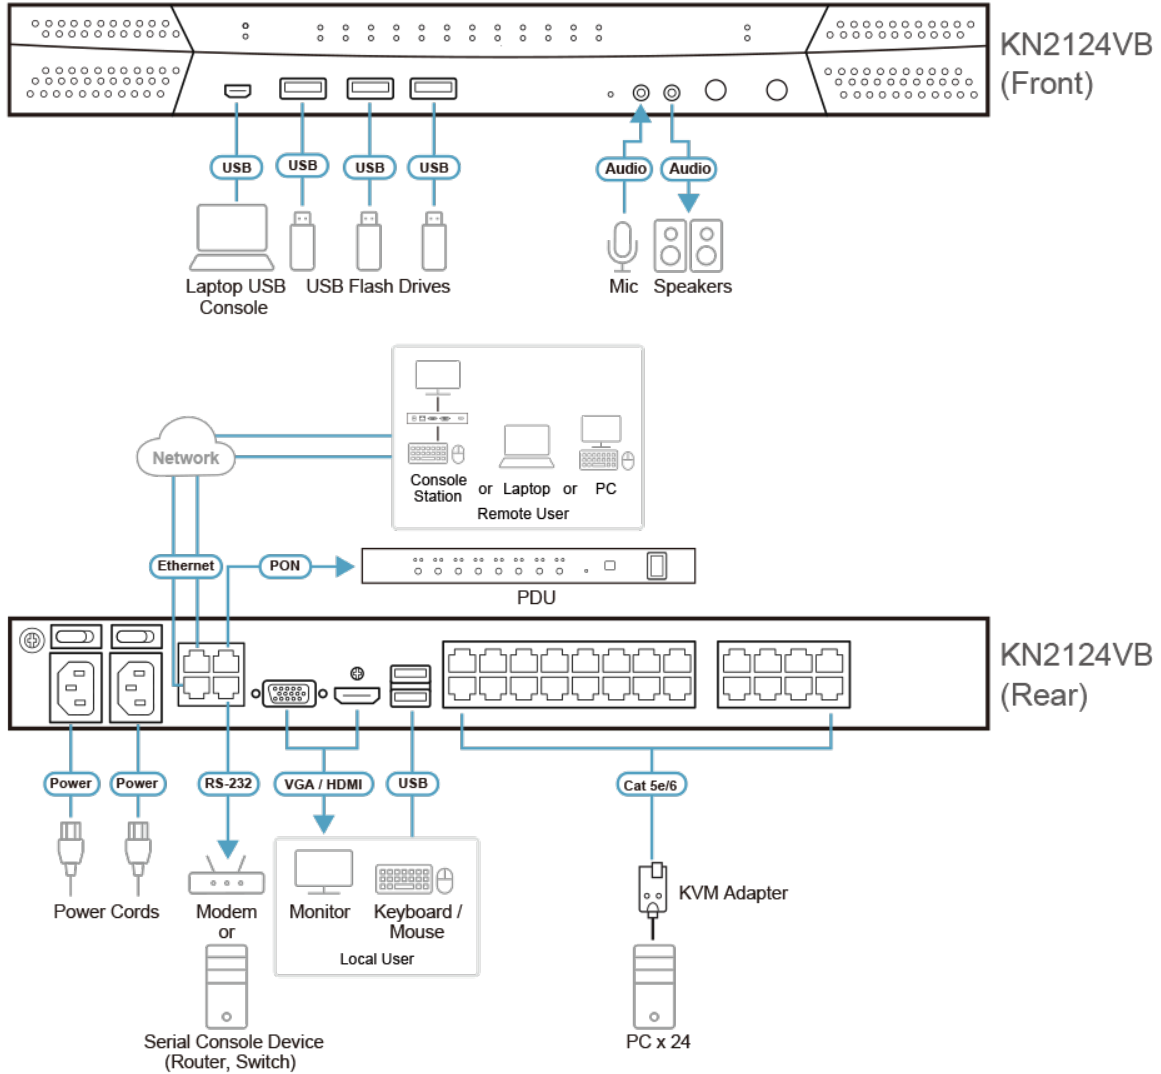 KN2124VB
(Front)
USB
USB
USB
USB
Audio
Audio
Laptop USB
Console
USB Flash Drives
Mic
Speakers
Network
Console
Station
or
Laptop
or
PC
Remote User
Ethernet
PON
PDU
KN2124VB
(Rear)
Power
Power
RS-232
VGA / HDMI
USB
Cat 5e/6
KVM Adapter
Power Cords
Modem
or
Monitor
Keyboard /
Mouse
Local User
Serial Console Device
(Router, Switch)
PC x 24